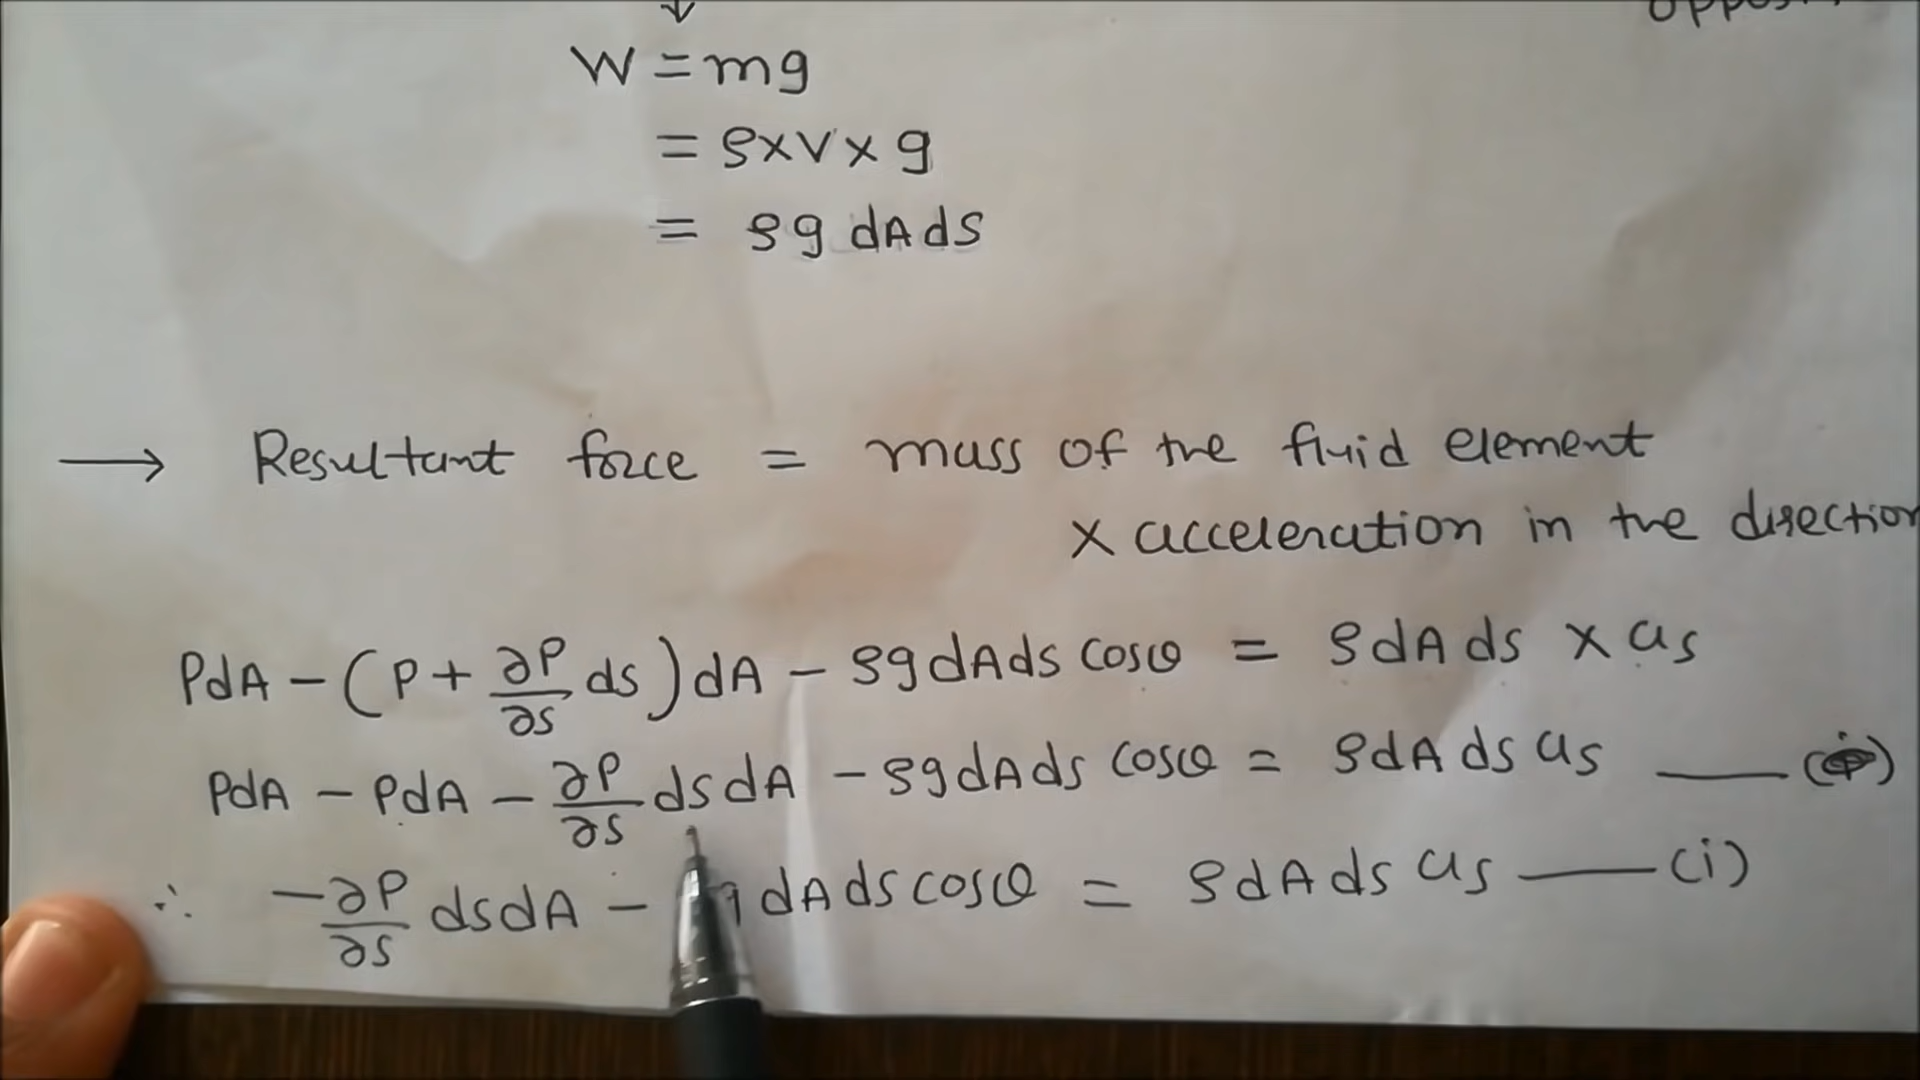 W = mg
= ρ × V × g
= ρg dA ds
→ Resultant force = mass of the fluid element
× acceleration in the direction
PdA - (P + ∂P/∂s ds) dA - ρg dA ds cosθ = ρ dA ds × as
PdA - PdA - ∂P/∂s ds dA - ρg dA ds cosθ = ρ dA ds as —
∴ -∂P/∂s ds dA - g dA ds cosθ = ρ dA ds as — (i)